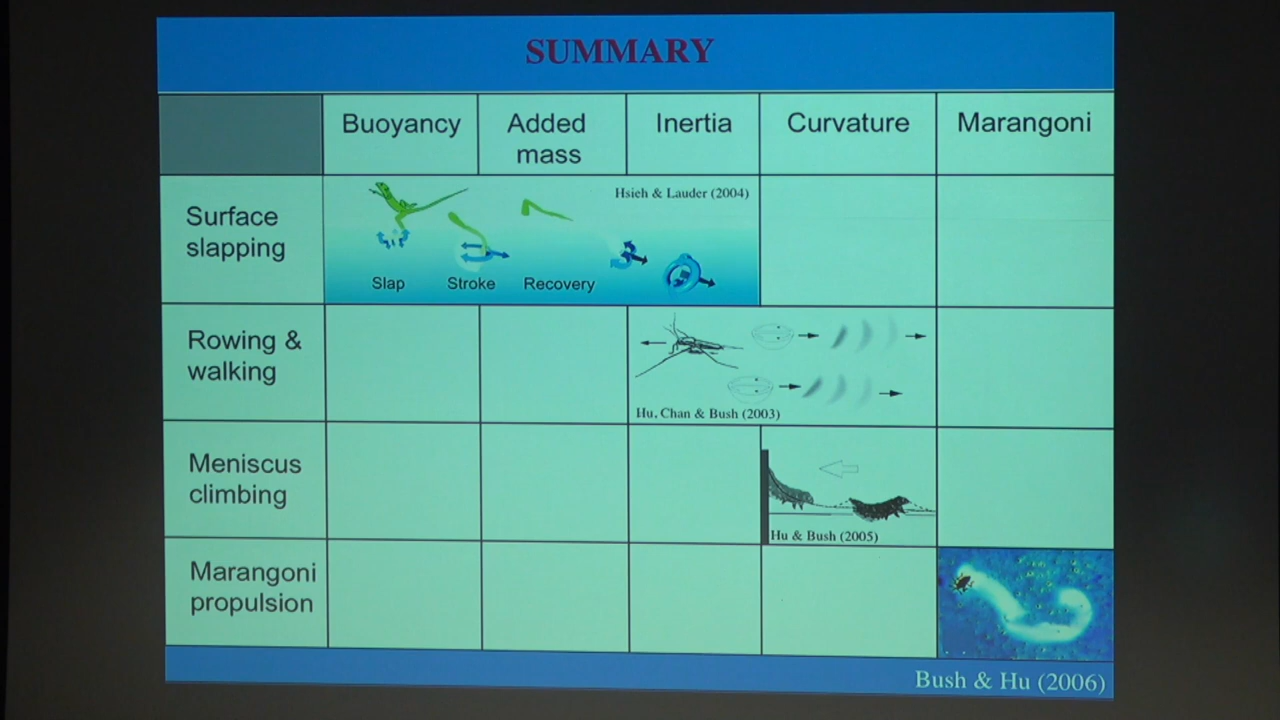 SUMMARY
Buoyancy
Added
mass
Inertia
Curvature
Marangoni
Surface
slapping
Hsieh & Lauder (2004)
Slap
Stroke
Recovery
Rowing &
walking
Hu, Chan & Bush (2003)
Meniscus
climbing
Hu & Bush (2005)
Marangoni
propulsion
Bush & Hu (2006)